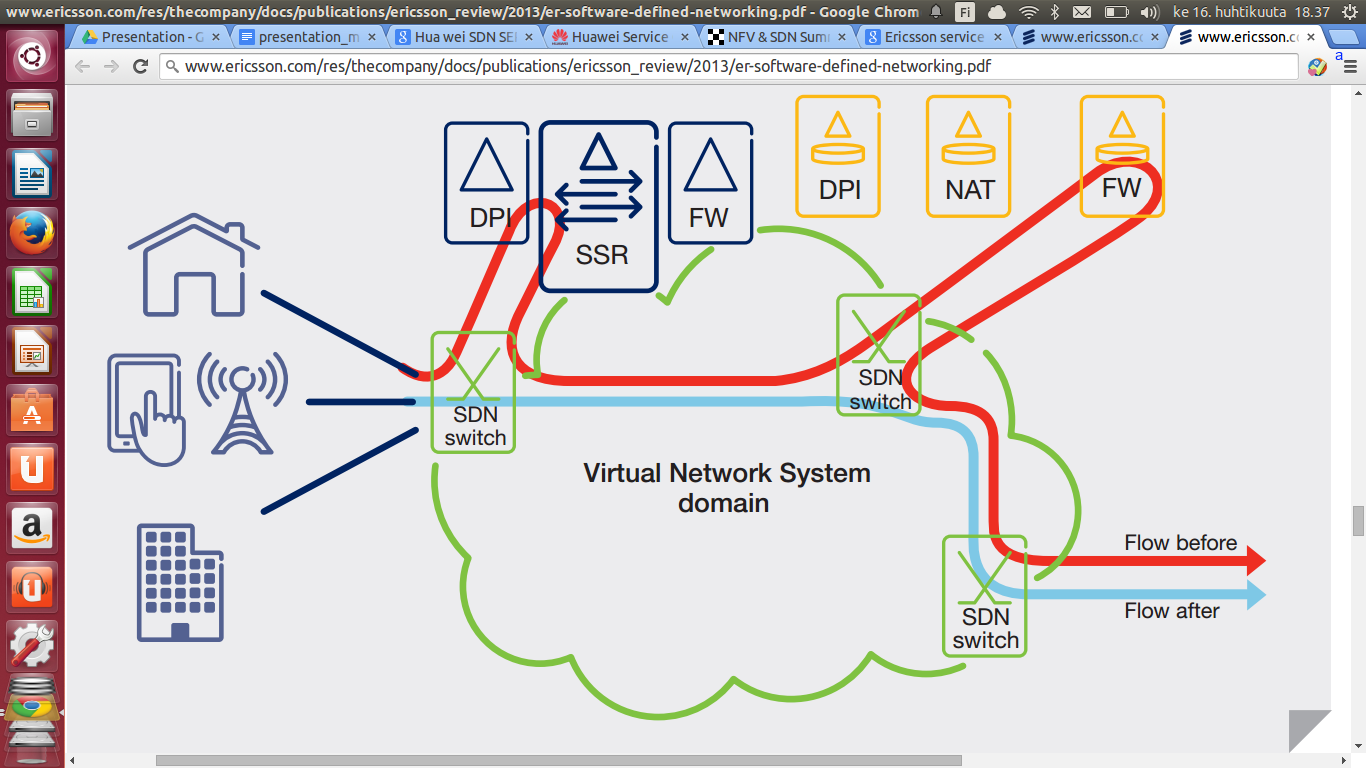 www.ericsson.com/res/thecompany/docs/publications/ericsson_review/2013/er-software-defined-networking.pdf - Google Chrom
Fi
ke 16. huhtikuuta 18.37
Presentation - G
presentation_m
Hua wei SDN SEI
Huawei Service
NFV & SDN Sum
Ericsson service
www.ericsson.cc
www.ericsson.cc
www.ericsson.com/res/thecompany/docs/publications/ericsson_review/2013/er-software-defined-networking.pdf
a
DPI
SSR
FW
DPI
NAT
FW
SDN
switch
SDN
switch
Virtual Network System
domain
Flow before
Flow after
SDN
switch